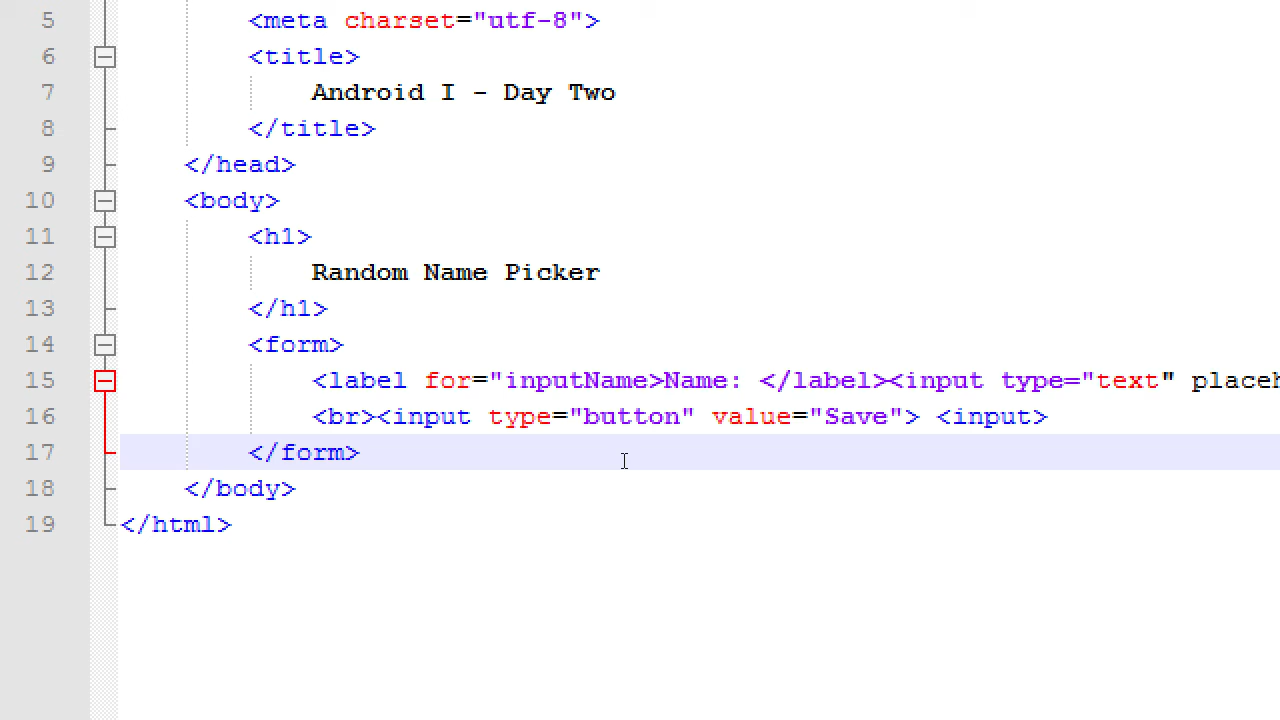 5 <meta charset="utf-8">
6 <title>
7 Android I - Day Two
8 </title>
9 </head>
10 <body>
11 <h1>
12 Random Name Picker
13 </h1>
14 <form>
15 <label for="inputName>Name: </label><input type="text" placeh
16 <br><input type="button" value="Save"> <input>
17 </form>
18 </body>
19 </html>